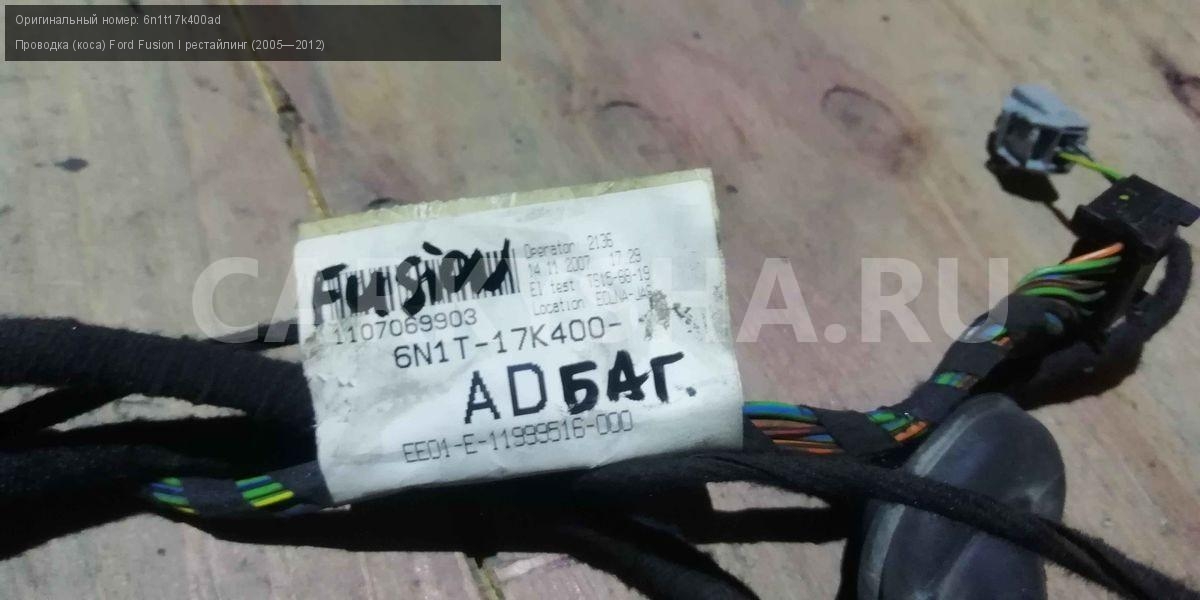 Оригинальный номер: 6n1t17k400ad
Проводка (коса) Ford Fusion I рестайлинг (2005—2012)
Fusion
Operator 2136
14 11 2007 17.29
El test
Location
1107069903
6N1T-17K400-
AD БАГ.
EE01-E-11999516-000
.RU